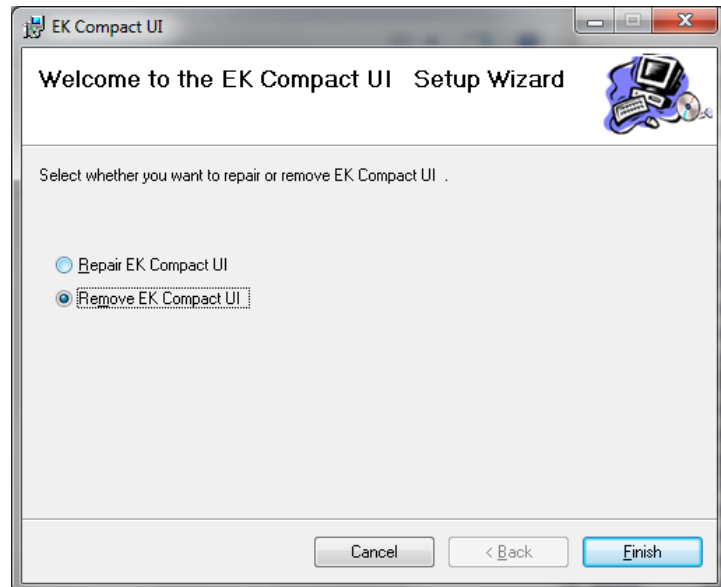 EK Compact UI
Welcome to the EK Compact UI Setup Wizard
Select whether you want to repair or remove EK Compact UI .
Repair EK Compact UI
Remove EK Compact UI
Cancel
< Back
Finish